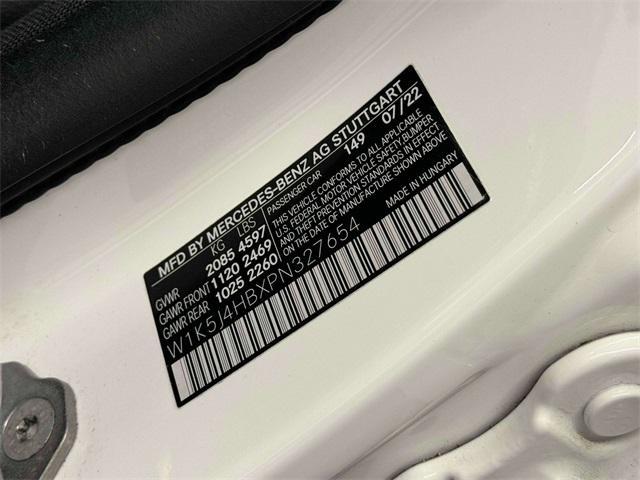 MFD BY MERCEDES-BENZ AG STUTTGART
KG LBS PASSENGER CAR 149 07/22
GVWR 2085 4597
GAWR FRONT 1120 2469
GAWR REAR 1025 2260
THIS VEHICLE CONFORMS TO ALL APPLICABLE
U.S. FEDERAL MOTOR VEHICLE SAFETY,BUMPER
AND THEFT PREVENTION STANDARDS IN EFFECT
ON THE DATE OF MANUFACTURE SHOWN ABOVE.
MADE IN HUNGARY
W1K5J4HBXPN327654